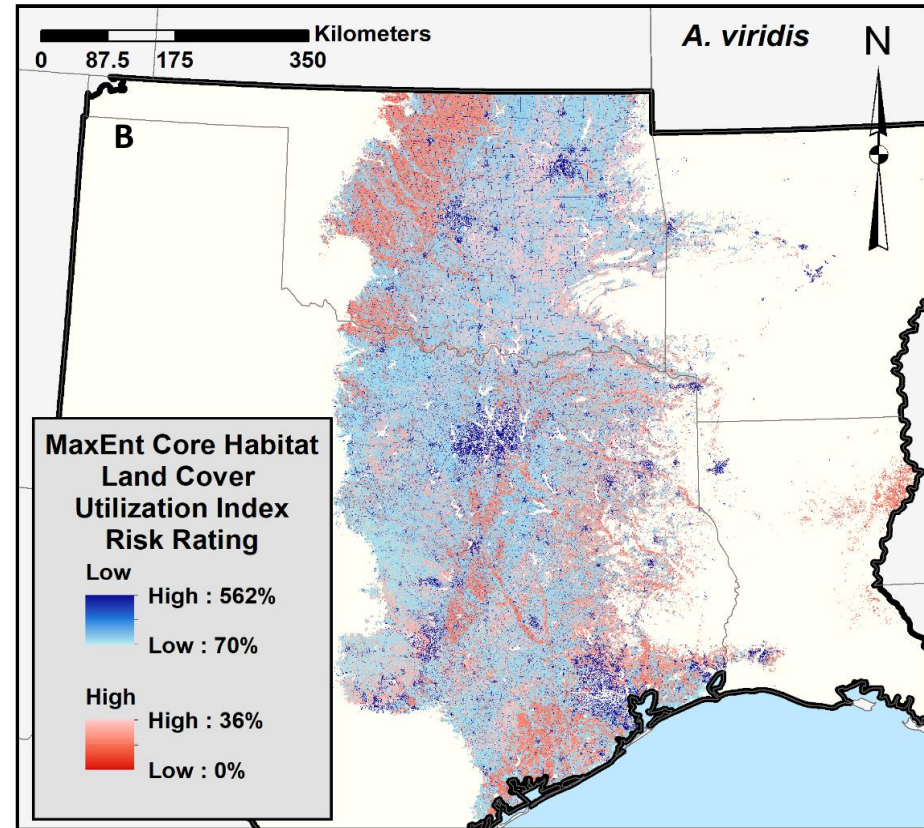 Kilometers
0 87.5 175 350
A. viridis
N
B
MaxEnt Core Habitat
Land Cover
Utilization Index
Risk Rating
Low
High : 562%
Low : 70%
High
High : 36%
Low : 0%